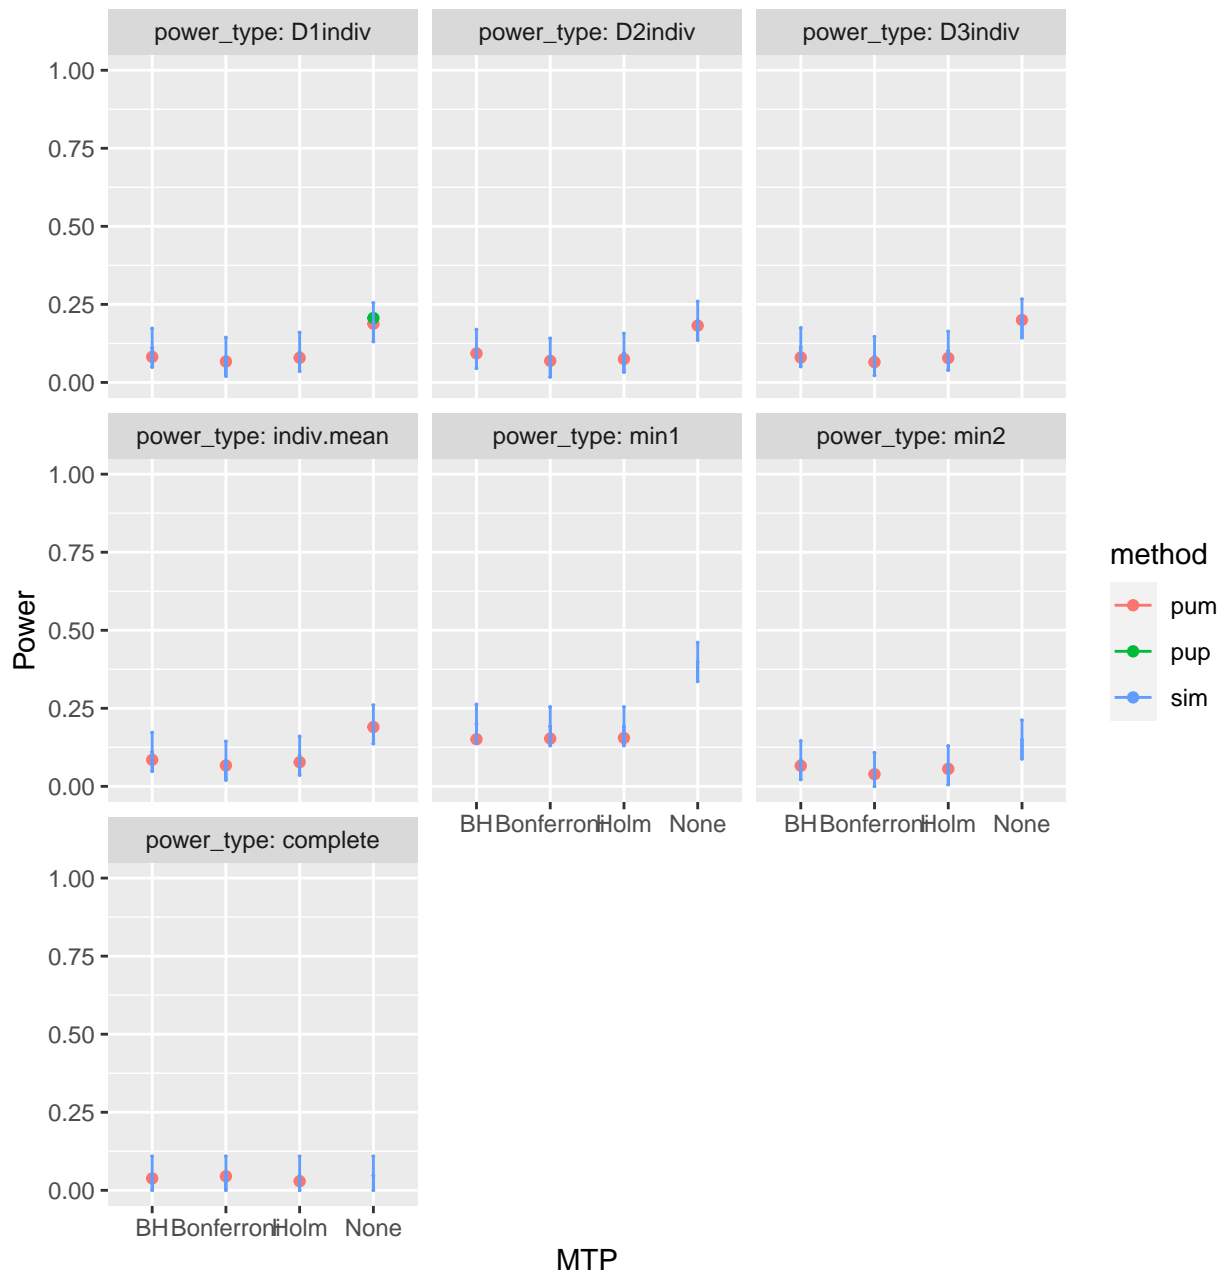 power_type: D1indiv power_type: D2indiv power_type: D3indiv
1.00
0.75
0.50
0.25
0.00
power_type: indiv.mean power_type: min1 power_type: min2
1.00
0.75
0.50
0.25
0.00
BH Bonferroni Holm None BH Bonferroni Holm None
power_type: complete
1.00
0.75
0.50
0.25
0.00
BH Bonferroni Holm None
MTP
Power
method
pum
pup
sim